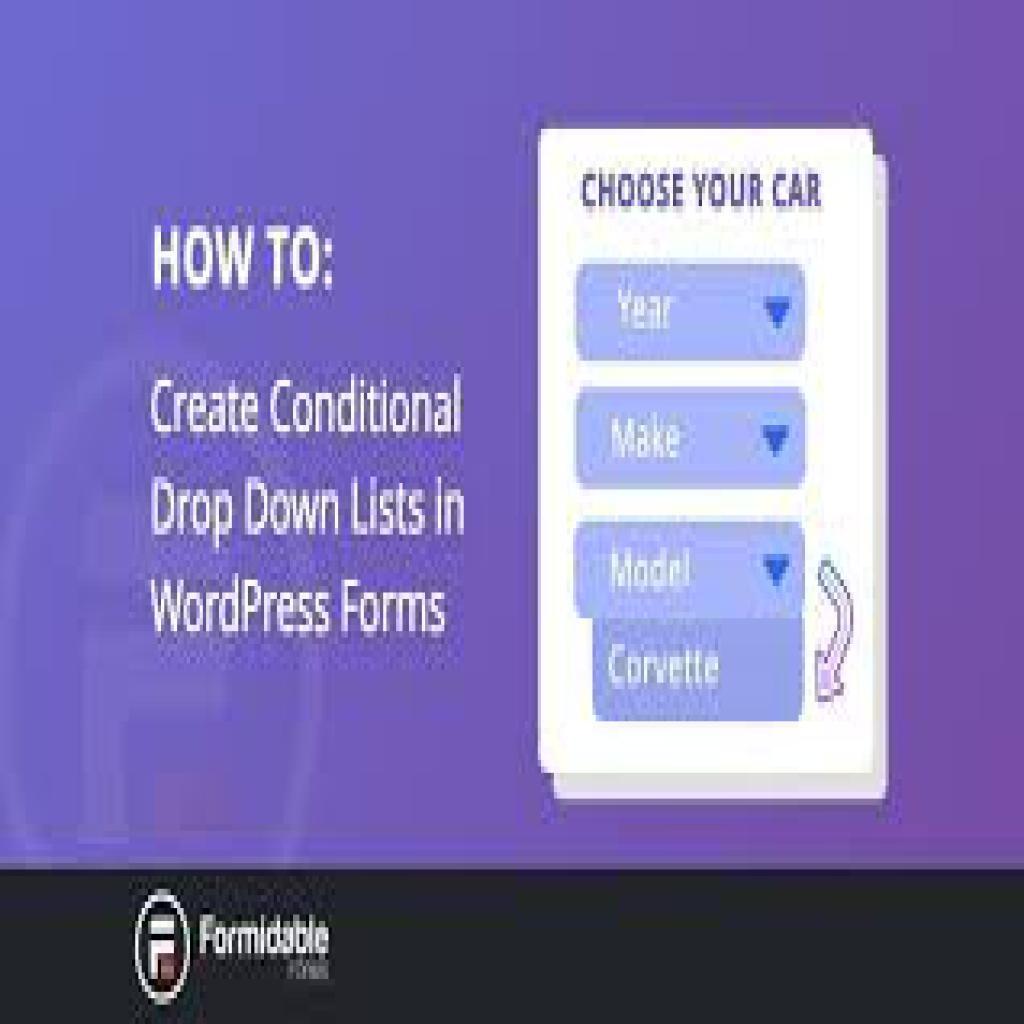 HOW TO:
Create Conditional
Drop Down Lists in
WordPress Forms
CHOOSE YOUR CAR
Year
Make
Model
Corvette
Formidable